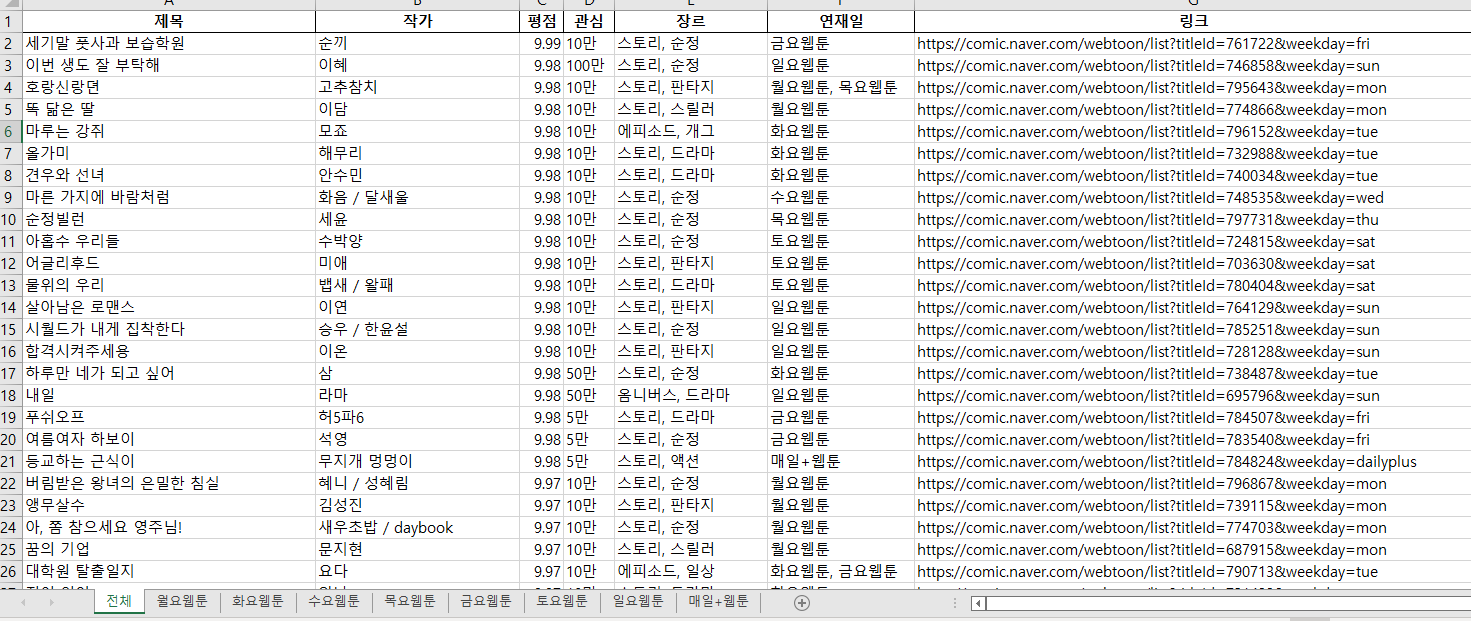 A B C D E F G
1 제목 작가 평점 관심 장르 연재일 링크
2 세기말 풋사과 보습학원 순끼 9.99 10만 스토리, 순정 금요웹툰 https://comic.naver.com/webtoon/list?titleId=761722&weekday=fri
3 이번 생도 잘 부탁해 이혜 9.98 100만 스토리, 순정 일요웹툰 https://comic.naver.com/webtoon/list?titleId=746858&weekday=sun
4 호랑신랑뎐 고추참치 9.98 10만 스토리, 판타지 월요웹툰, 목요웹툰 https://comic.naver.com/webtoon/list?titleId=795643&weekday=mon
5 똑 닮은 딸 이담 9.98 10만 스토리, 스릴러 월요웹툰 https://comic.naver.com/webtoon/list?titleId=774866&weekday=mon
6 마루는 강쥐 모죠 9.98 10만 에피소드, 개그 화요웹툰 https://comic.naver.com/webtoon/list?titleId=796152&weekday=tue
7 올가미 해무리 9.98 10만 스토리, 드라마 화요웹툰 https://comic.naver.com/webtoon/list?titleId=732988&weekday=tue
8 견우와 선녀 안수민 9.98 10만 스토리, 드라마 화요웹툰 https://comic.naver.com/webtoon/list?titleId=740034&weekday=tue
9 마른 가지에 바람처럼 화음 / 달새울 9.98 10만 스토리, 순정 수요웹툰 https://comic.naver.com/webtoon/list?titleId=748535&weekday=wed
10 순정빌런 세윤 9.98 10만 스토리, 순정 목요웹툰 https://comic.naver.com/webtoon/list?titleId=797731&weekday=thu
11 아홉수 우리들 수박양 9.98 10만 스토리, 순정 토요웹툰 https://comic.naver.com/webtoon/list?titleId=724815&weekday=sat
12 어글리후드 미애 9.98 10만 스토리, 판타지 토요웹툰 https://comic.naver.com/webtoon/list?titleId=703630&weekday=sat
13 물위의 우리 뱁새 / 왈패 9.98 10만 스토리, 드라마 토요웹툰 https://comic.naver.com/webtoon/list?titleId=780404&weekday=sat
14 살아남은 로맨스 이연 9.98 10만 스토리, 판타지 일요웹툰 https://comic.naver.com/webtoon/list?titleId=764129&weekday=sun
15 시월드가 내게 집착한다 승우 / 한윤설 9.98 10만 스토리, 순정 일요웹툰 https://comic.naver.com/webtoon/list?titleId=785251&weekday=sun
16 합격시켜주세용 이온 9.98 10만 스토리, 판타지 일요웹툰 https://comic.naver.com/webtoon/list?titleId=728128&weekday=sun
17 하루만 네가 되고 싶어 삼 9.98 50만 스토리, 순정 화요웹툰 https://comic.naver.com/webtoon/list?titleId=738487&weekday=tue
18 내일 라마 9.98 50만 옴니버스, 드라마 일요웹툰 https://comic.naver.com/webtoon/list?titleId=695796&weekday=sun
19 푸쉬오프 허5파6 9.98 5만 스토리, 드라마 금요웹툰 https://comic.naver.com/webtoon/list?titleId=784507&weekday=fri
20 여름여자 하보이 석영 9.98 5만 스토리, 순정 금요웹툰 https://comic.naver.com/webtoon/list?titleId=783540&weekday=fri
21 등교하는 근식이 무지개 멍멍이 9.98 5만 스토리, 액션 매일+웹툰 https://comic.naver.com/webtoon/list?titleId=784824&weekday=dailyplus
22 버림받은 왕녀의 은밀한 침실 혜니 / 성혜림 9.97 10만 스토리, 순정 월요웹툰 https://comic.naver.com/webtoon/list?titleId=796867&weekday=mon
23 앵무살수 김성진 9.97 10만 스토리, 판타지 월요웹툰 https://comic.naver.com/webtoon/list?titleId=739115&weekday=mon
24 아, 쫌 참으세요 영주님! 새우초밥 / daybook 9.97 10만 스토리, 순정 월요웹툰 https://comic.naver.com/webtoon/list?titleId=774703&weekday=mon
25 꿈의 기업 문지현 9.97 10만 스토리, 스릴러 월요웹툰 https://comic.naver.com/webtoon/list?titleId=687915&weekday=mon
26 대학원 탈출일지 요다 9.97 10만 에피소드, 일상 화요웹툰, 금요웹툰 https://comic.naver.com/webtoon/list?titleId=790713&weekday=tue
전체 월요웹툰 화요웹툰 수요웹툰 목요웹툰 금요웹툰 토요웹툰 일요웹툰 매일+웹툰